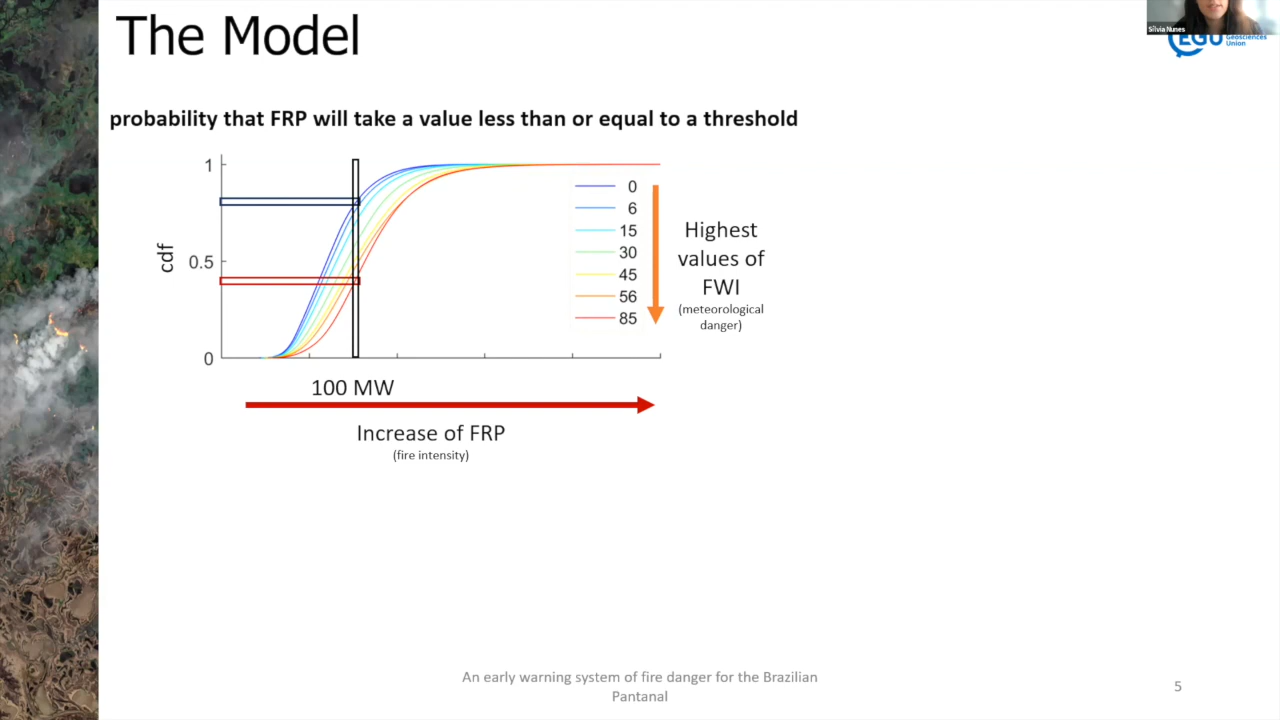 The Model
Silvia Nunes
EGU
Geosciences
Union
probability that FRP will take a value less than or equal to a threshold
1
0.5
0
cdf
0
6
15
30
45
56
85
Highest
values of
FWI
(meteorological
danger)
100 MW
Increase of FRP
(fire intensity)
An early warning system of fire danger for the Brazilian
Pantanal
5